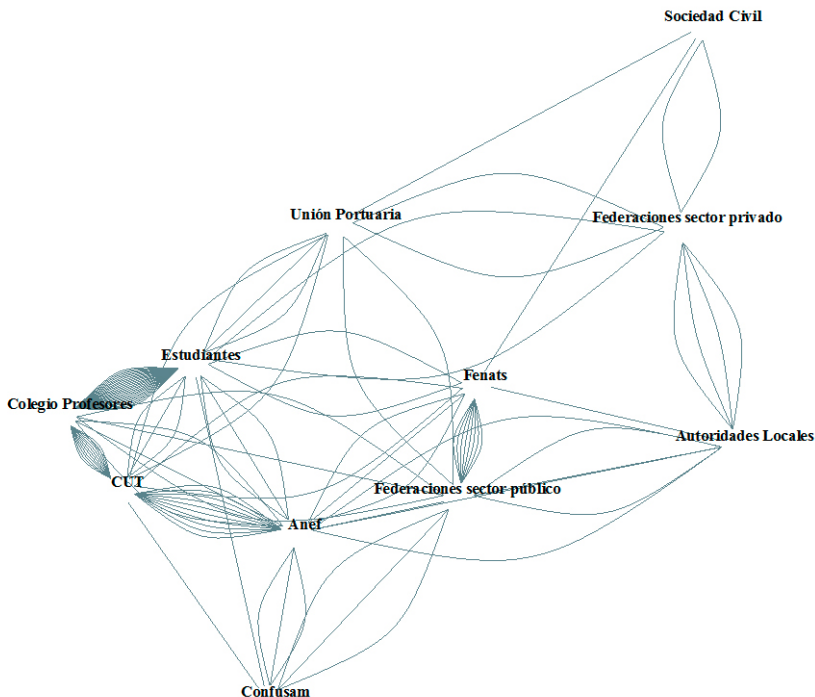 Sociedad Civil
Unión Portuaria
Federaciones sector privado
Estudiantes
Fenats
Colegio Profesores
Autoridades Locales
CUT
Federaciones sector público
Anef
Confusam